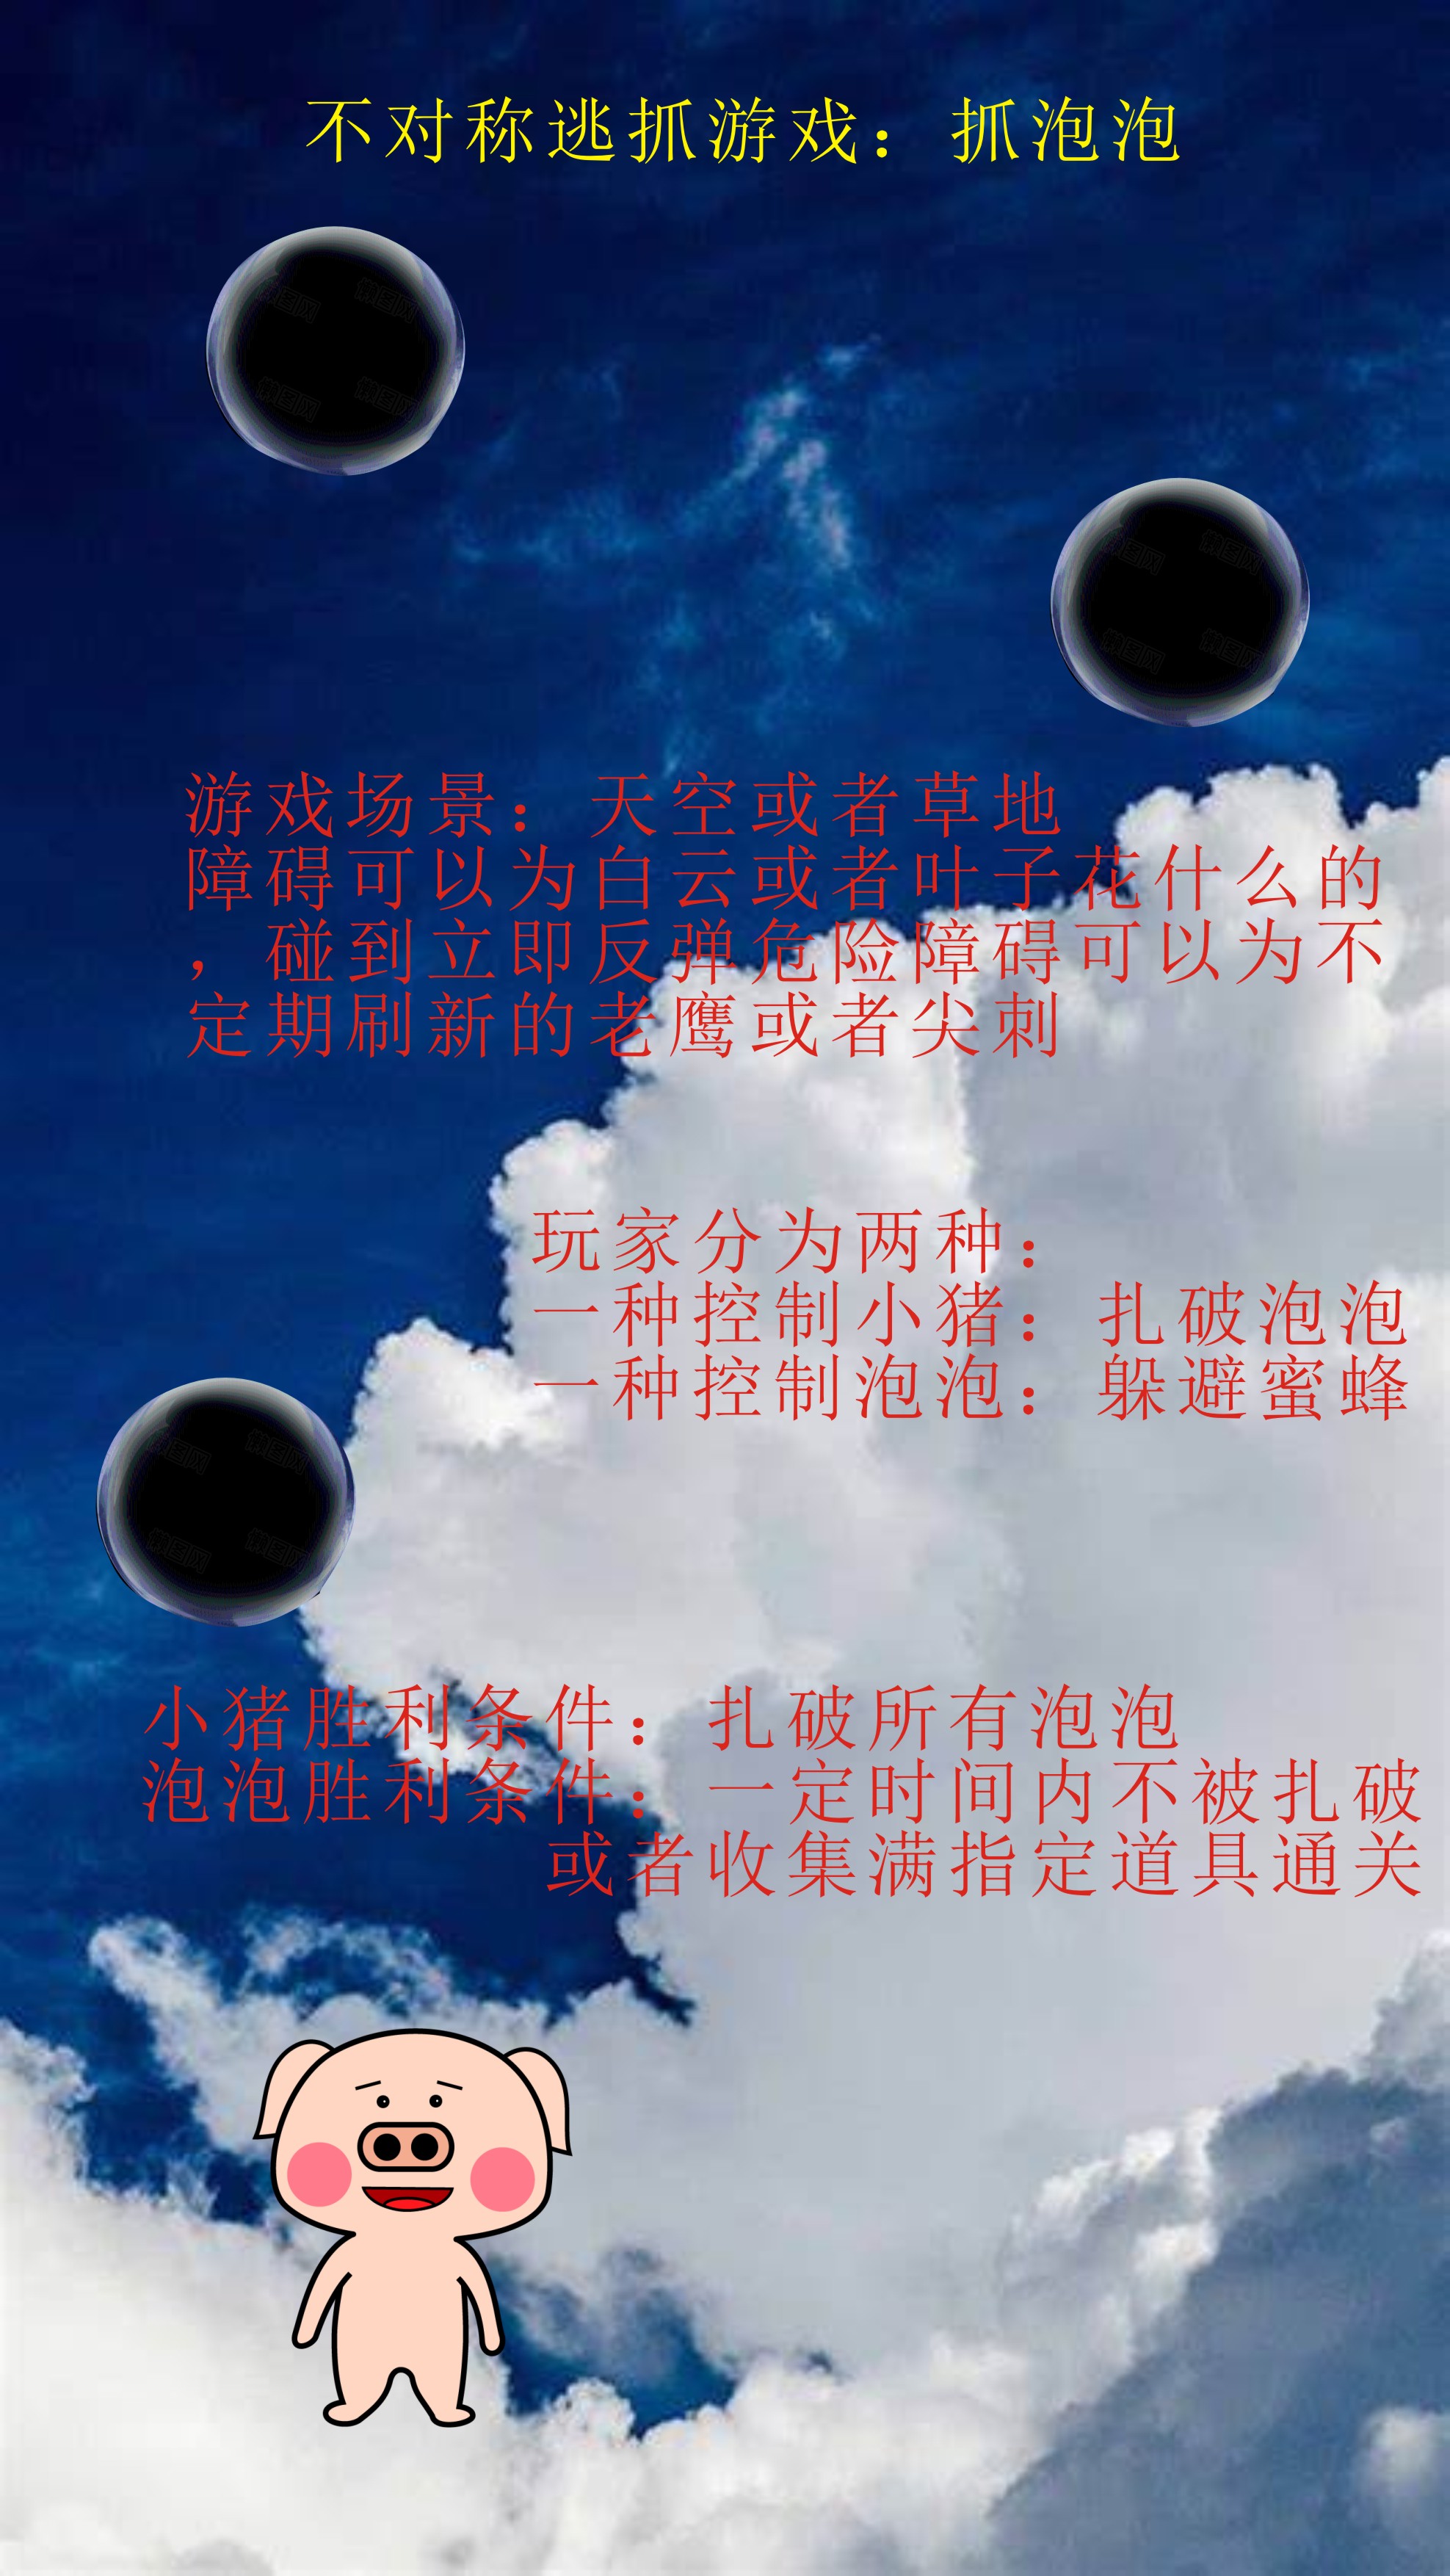 不对称逃抓游戏：抓泡泡
游戏场景：天空或者草地
障碍可以为白云或者叶子花什么的
，碰到立即反弹危险障碍可以为不
定期刷新的老鹰或者尖刺
玩家分为两种：
一种控制小猪：扎破泡泡
一种控制泡泡：躲避蜜蜂
小猪胜利条件：扎破所有泡泡
泡泡胜利条件：一定时间内不被扎破
或者收集满指定道具通关